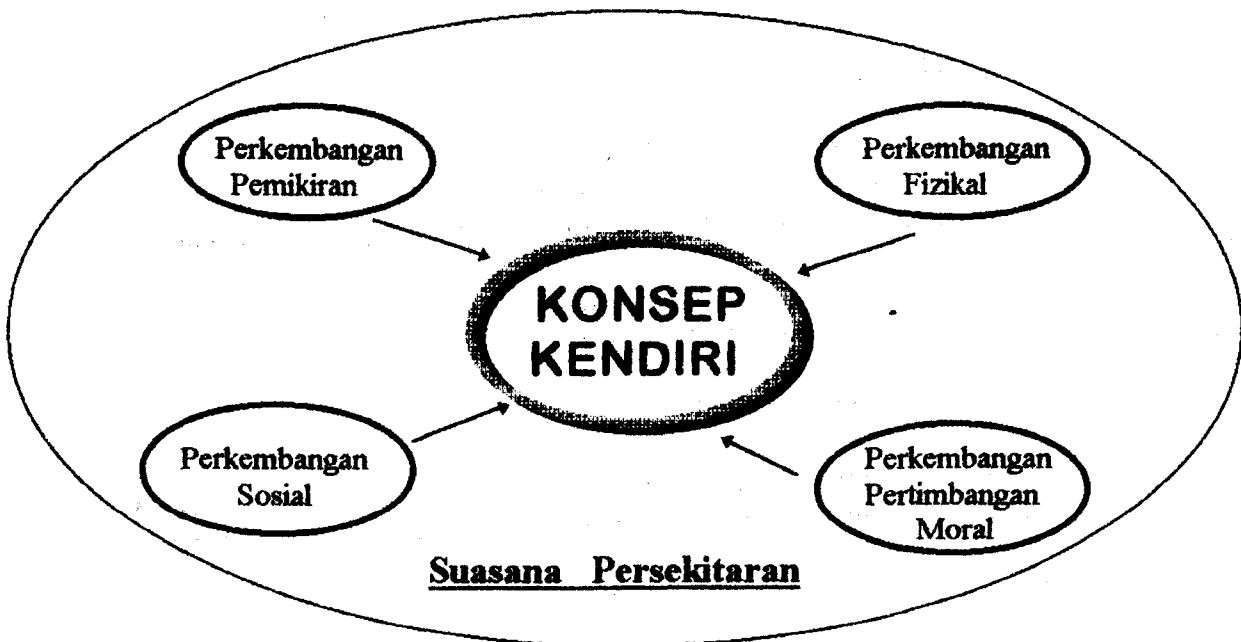 Perkembangan
Pemikiran
Perkembangan
Fizikal
KONSEP
KENDIRI
Perkembangan
Sosial
Perkembangan
Pertimbangan
Moral
Suasana Persekitaran